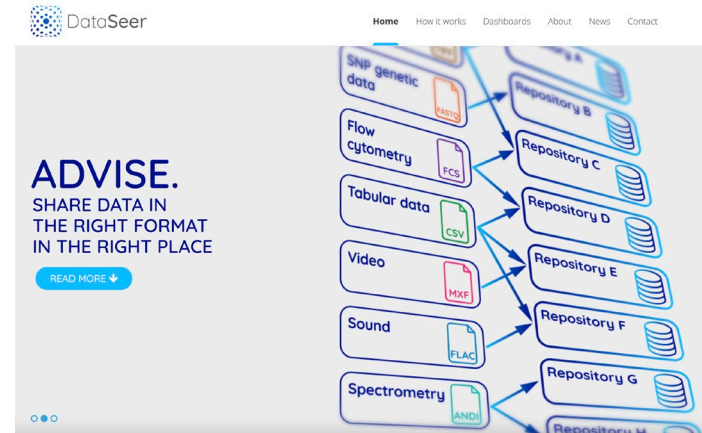 DataSeer
Home How it works Dashboards About News Contact
ADVISE.
SHARE DATA IN
THE RIGHT FORMAT
IN THE RIGHT PLACE
READ MORE
SNP genetic
data
FASTQ
Flow
cytometry
FCS
Tabular data
CSV
Video
MXF
Sound
FLAC
Spectrometry
ANDI
Repository A
Repository B
Repository C
Repository D
Repository E
Repository F
Repository G